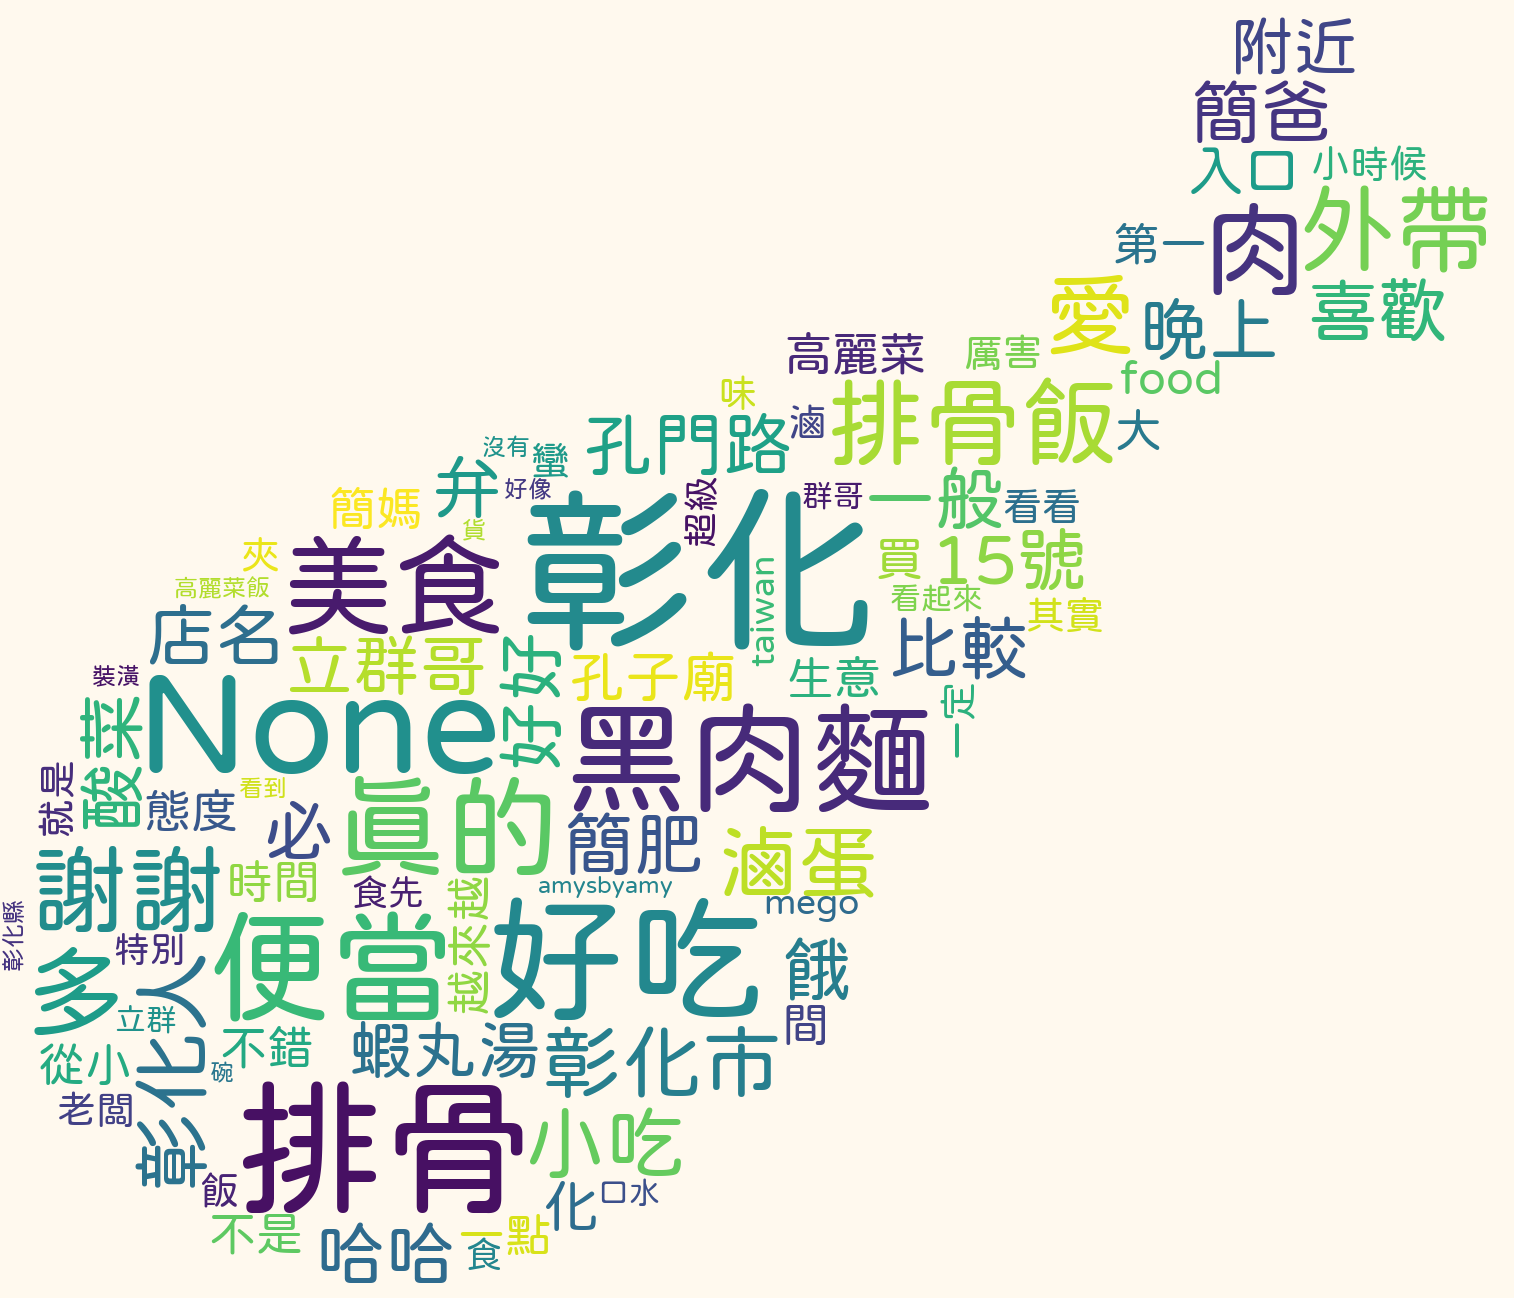 附近
簡爸
入口
小時候
外帶
第一
肉
喜歡
愛
晚上
高麗菜
厲害
food
味
滷
排骨飯
大
孔門路
沒有
蠻
弁
好像
簡媽
貨
彰化
超級
群哥
一般
看看
夾
美食
taiwan
買
15號
高麗菜飯
看起來
其實
店名
立群哥
好好
孔子廟
生意
比較
裝潢
菜
None
黑肉麵
一定
就是
酸
態度
看到
必
真的
簡肥
滷蛋
謝謝
時間
食先
越來越
amysbyamy
mego
彰化縣
特別
便當
好吃
餓
多
彰化人
立群
間
從小
不錯
碗
蝦丸湯
彰化市
老闆
排骨
小吃
飯
化
口水
不是
哈哈
一點
食